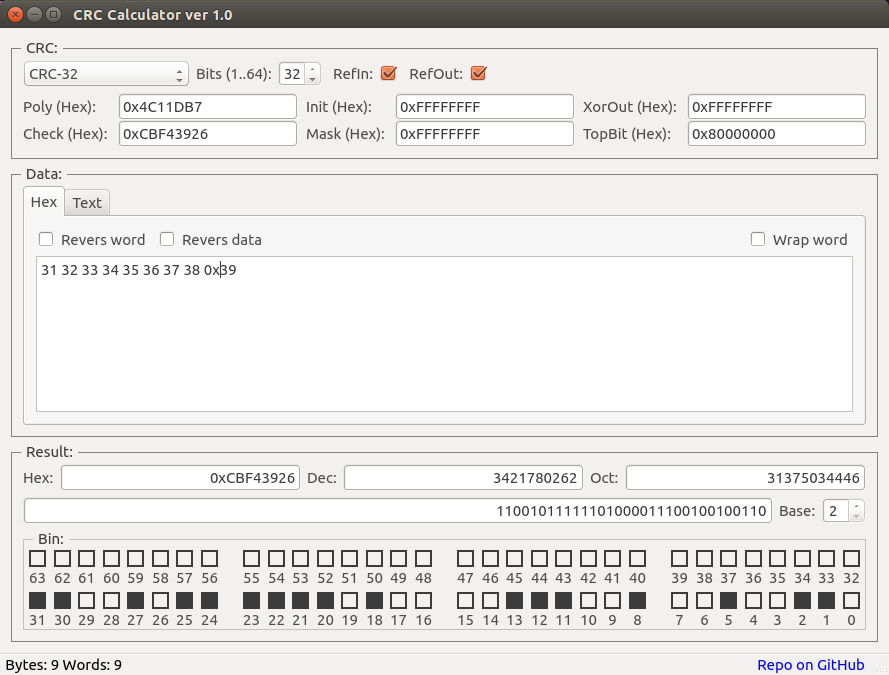 CRC Calculator ver 1.0
CRC:
CRC-32 Bits (1..64): 32 RefIn: RefOut:
Poly (Hex): 0x4C11DB7 Init (Hex): 0xFFFFFFFF XorOut (Hex): 0xFFFFFFFF
Check (Hex): 0xCBF43926 Mask (Hex): 0xFFFFFFFF TopBit (Hex): 0x80000000
Data:
Hex Text
Revers word Revers data Wrap word
31 32 33 34 35 36 37 38 0x39
Result:
Hex: 0xCBF43926 Dec: 3421780262 Oct: 31375034446
11001011111101000011100100100110 Base: 2
Bin:
63 62 61 60 59 58 57 56 55 54 53 52 51 50 49 48 47 46 45 44 43 42 41 40 39 38 37 36 35 34 33 32
31 30 29 28 27 26 25 24 23 22 21 20 19 18 17 16 15 14 13 12 11 10 9 8 7 6 5 4 3 2 1 0
Bytes: 9 Words: 9 Repo on GitHub